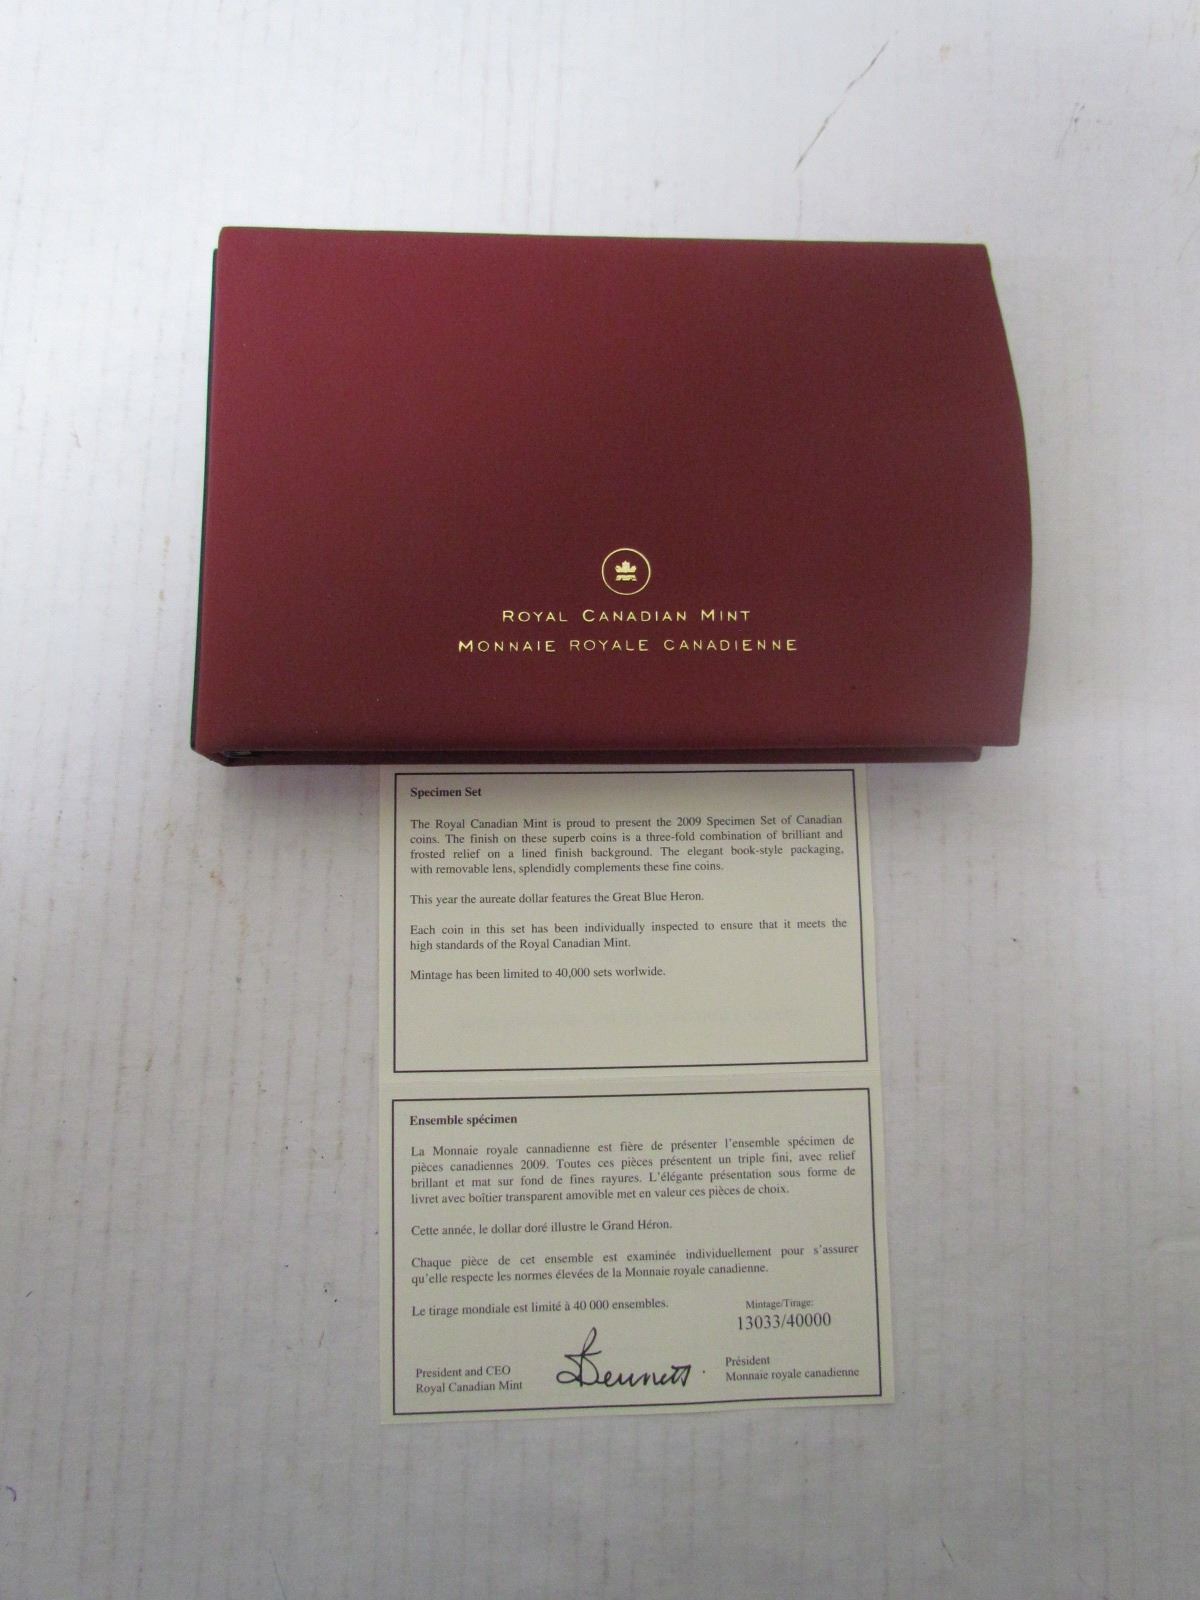 ROYAL CANADIAN MINT
MONNAIE ROYALE CANADIENNE
Specimen Set
The Royal Canadian Mint is proud to present the 2009 Specimen Set of Canadian
coins. The finish on these superb coins is a three-fold combination of brilliant and
frosted relief on a lined finish background. The elegant book-style packaging,
with removable lens, splendidly complements these fine coins.
This year the aureate dollar features the Great Blue Heron.
Each coin in this set has been individually inspected to ensure that it meets the
high standards of the Royal Canadian Mint.
Mintage has been limited to 40,000 sets worlwide.
Ensemble spécimen
La Monnaie royale cannadienne est fière de présenter l'ensemble spécimen de
pièces canadiennes 2009. Toutes ces pièces présentent un triple fini, avec relief
brillant et mat sur fond de fines rayures. L'élégante présentation sous forme de
livret avec boîtier transparent amovible met en valeur ces pièces de choix.
Cette année, le dollar doré illustre le Grand Héron.
Chaque pièce de cet ensemble est examinée individuellement pour s'assurer
qu'elle respecte les normes élevées de la Monnaie royale canadienne.
Le tirage mondiale est limité à 40 000 ensembles.
Mintage/Tirage:
13033/40000
President and CEO
Royal Canadian Mint
Bennett
Président
Monnaie royale canadienne